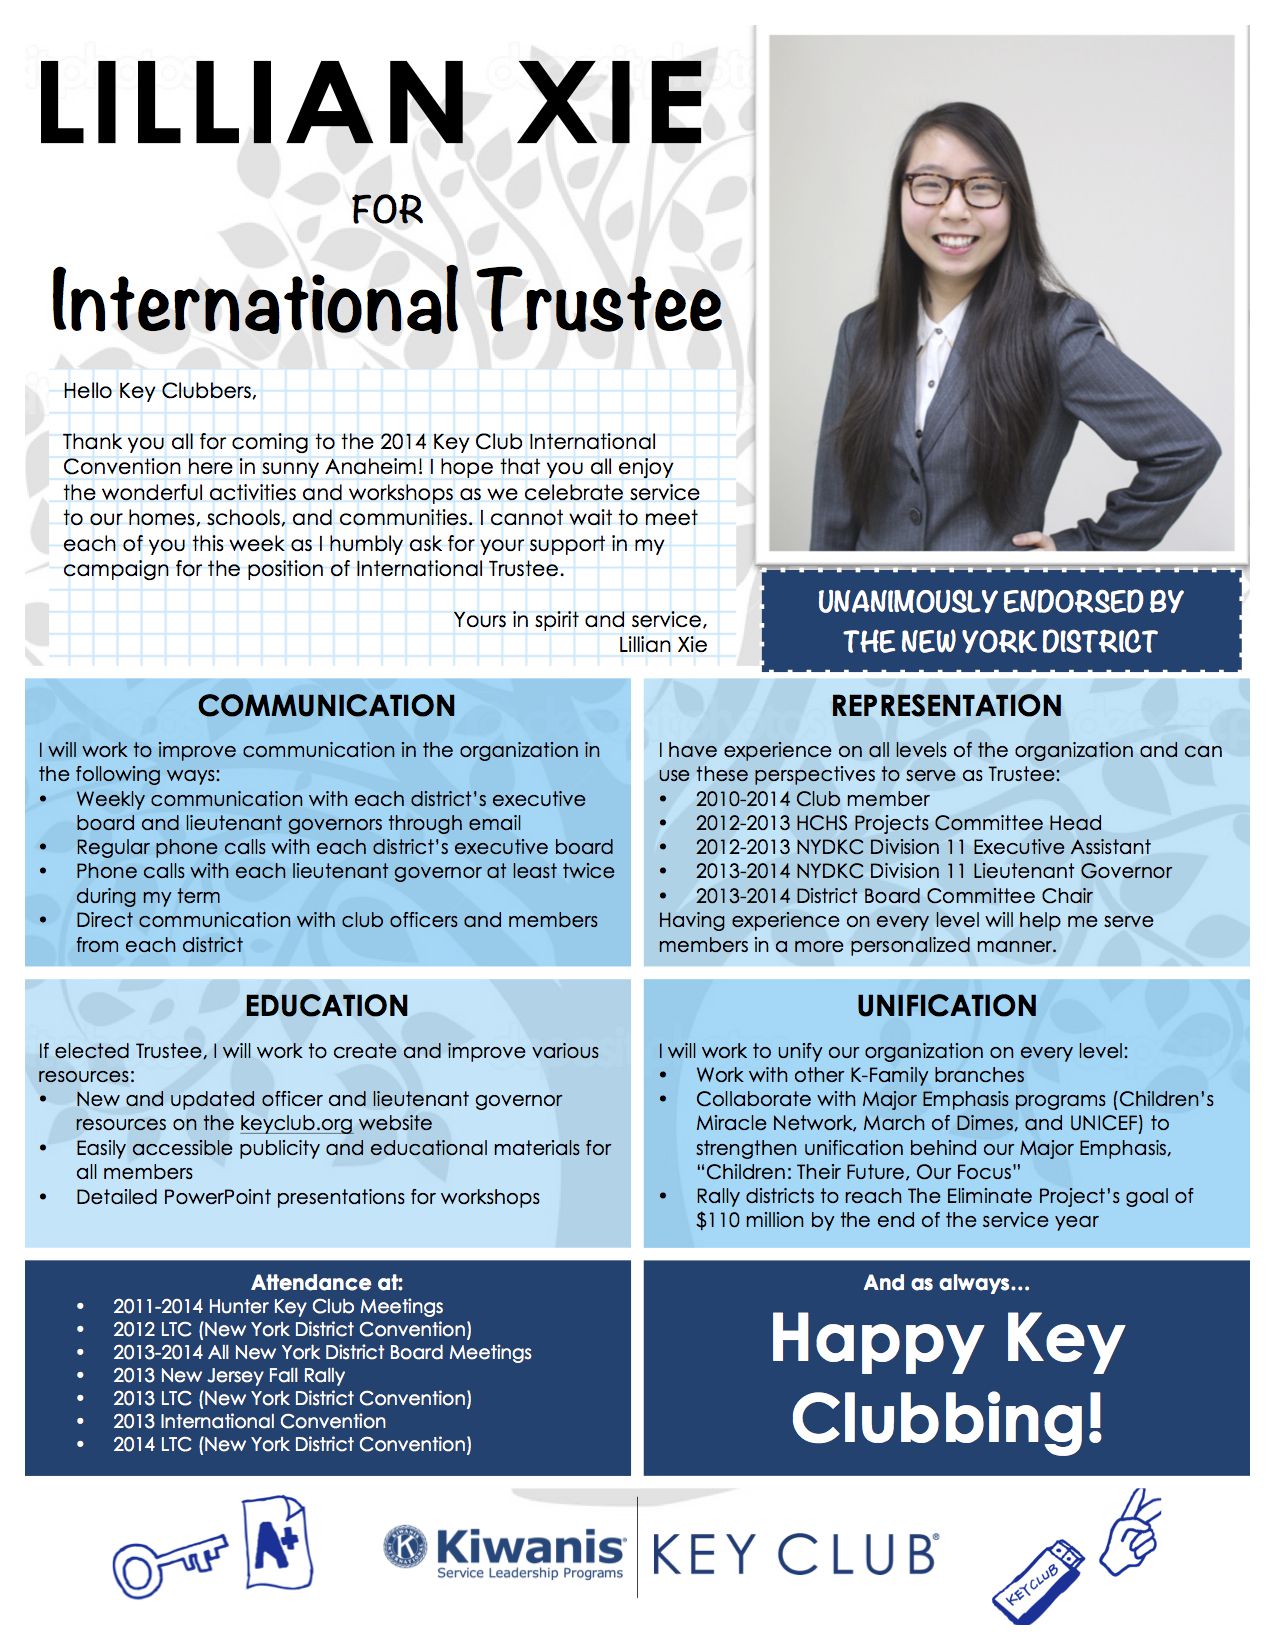 LILLIAN XIE
FOR
International Trustee
Hello Key Clubbers,
Thank you all for coming to the 2014 Key Club International
Convention here in sunny Anaheim! I hope that you all enjoy
the wonderful activities and workshops as we celebrate service
to our homes, schools, and communities. I cannot wait to meet
each of you this week as I humbly ask for your support in my
campaign for the position of International Trustee.
Yours in spirit and service,
Lillian Xie
UNANIMOUSLY ENDORSED BY
THE NEW YORK DISTRICT
COMMUNICATION
I will work to improve communication in the organization in
the following ways:
• Weekly communication with each district's executive
board and lieutenant governors through email
• Regular phone calls with each district's executive board
• Phone calls with each lieutenant governor at least twice
during my term
• Direct communication with club officers and members
from each district
REPRESENTATION
I have experience on all levels of the organization and can
use these perspectives to serve as Trustee:
• 2010-2014 Club member
• 2012-2013 HCHS Projects Committee Head
• 2012-2013 NYDKC Division 11 Executive Assistant
• 2013-2014 NYDKC Division 11 Lieutenant Governor
• 2013-2014 District Board Committee Chair
Having experience on every level will help me serve
members in a more personalized manner.
EDUCATION
If elected Trustee, I will work to create and improve various
resources:
• New and updated officer and lieutenant governor
resources on the keyclub.org website
• Easily accessible publicity and educational materials for
all members
• Detailed PowerPoint presentations for workshops
UNIFICATION
I will work to unify our organization on every level:
• Work with other K-Family branches
• Collaborate with Major Emphasis programs (Children's
Miracle Network, March of Dimes, and UNICEF) to
strengthen unification behind our Major Emphasis,
"Children: Their Future, Our Focus"
• Rally districts to reach The Eliminate Project's goal of
$110 million by the end of the service year
Attendance at:
• 2011-2014 Hunter Key Club Meetings
• 2012 LTC (New York District Convention)
• 2013-2014 All New York District Board Meetings
• 2013 New Jersey Fall Rally
• 2013 LTC (New York District Convention)
• 2013 International Convention
• 2014 LTC (New York District Convention)
And as always...
Happy Key
Clubbing!
A+
K
Kiwanis
Service Leadership Programs
KEY CLUB®
KEY CLUB